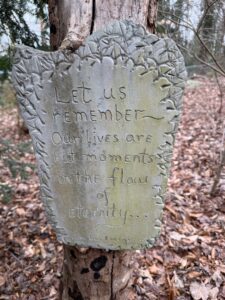 Let us
remember~
Our lives are
but moments
in the flow
of
eternity...